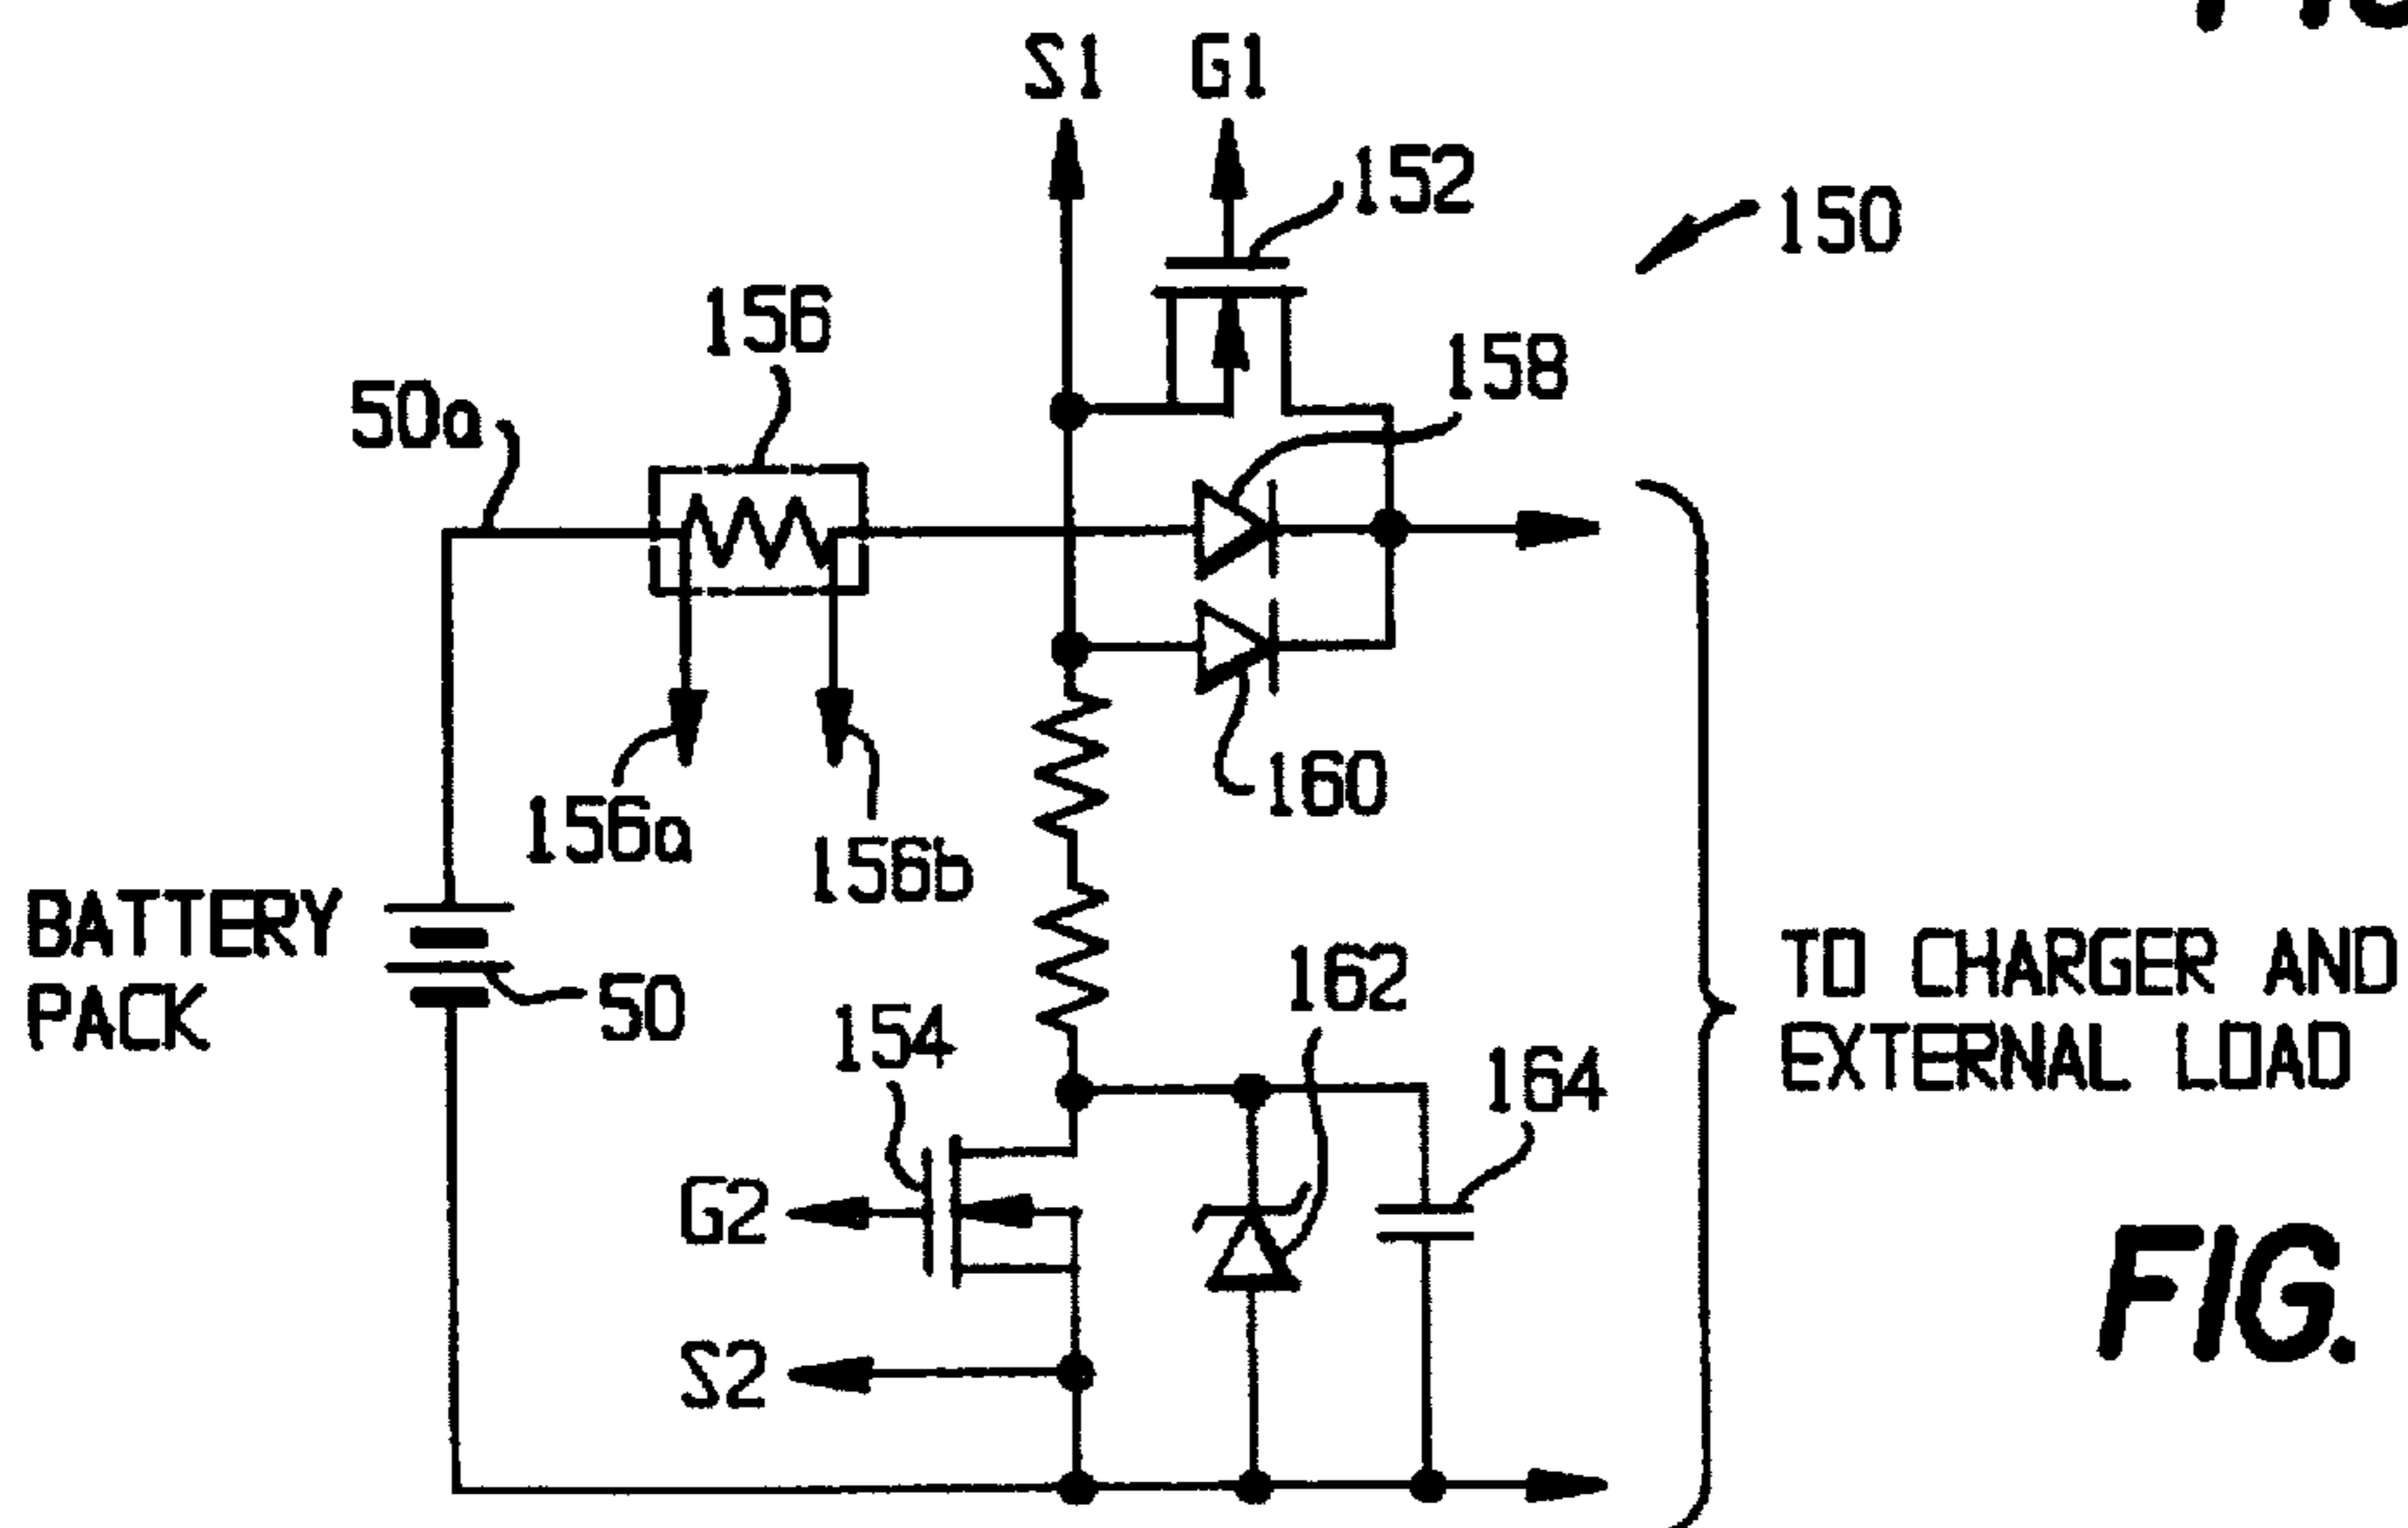 S1 G1
152
150
156
158
50a
160
156a
156b
BATTERY
PACK
50
162
154
164
TO CHARGER AND
EXTERNAL LOAD
G2
FIG.
S2